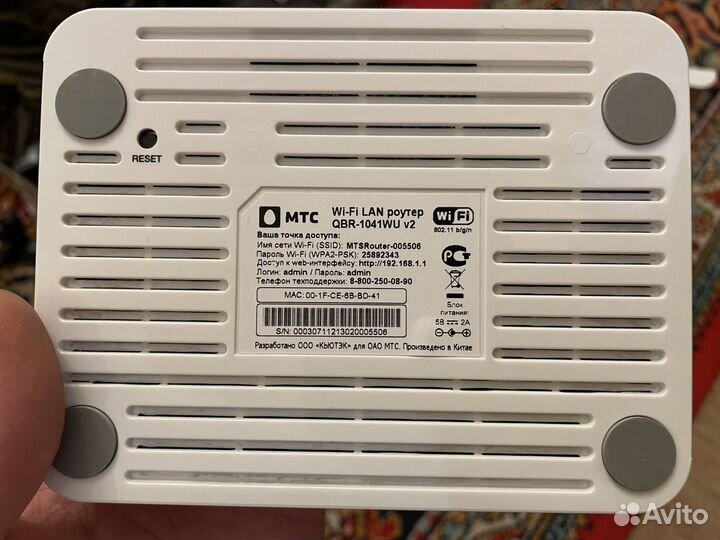 RESET
МТС
Wi-Fi LAN роутер
QBR-1041WU v2
Wi Fi
802.11 b/g/n
Ваша точка доступа:
Имя сети Wi-Fi (SSID): MTSRouter-005506
Пароль Wi-Fi (WPA2-PSK): 25892343
Доступ к web-интерфейсу: http://192.168.1.1
Логин: admin / Пароль: admin
Телефон техподдержки: 8-800-250-08-90
MAC: 00-1F-CE-6B-BD-41
S/N: 00030711213020005506
Блок
питания:
5В 2А
Разработано ООО «КЬЮТЭК» для ОАО МТС. Произведено в Китае
Avito